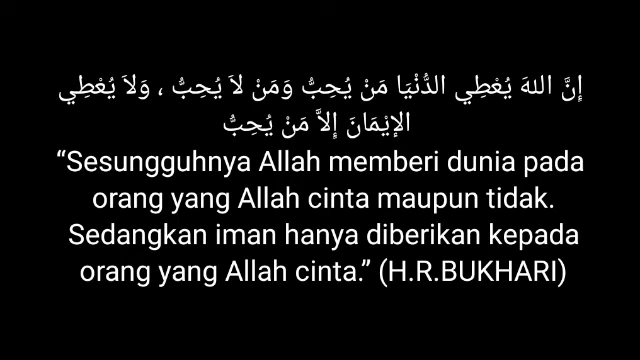 إِنَّ اللهَ يُعْطِي الدُّنْيَا مَنْ يُحِبُّ وَمَنْ لاَ يُحِبُّ ، وَلاَ يُعْطِي
الإيْمَانَ إِلاَّ مَنْ يُحِبُّ
“Sesungguhnya Allah memberi dunia pada
orang yang Allah cinta maupun tidak.
Sedangkan iman hanya diberikan kepada
orang yang Allah cinta.” (H.R.BUKHARI)